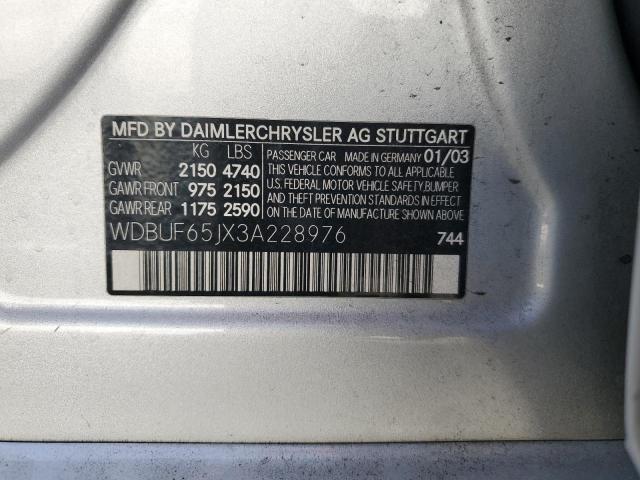 MFD BY DAIMLERCHRYSLER AG STUTTGART
KG LBS
GVWR 2150 4740
GAWR FRONT 975 2150
GAWR REAR 1175 2590
PASSENGER CAR MADE IN GERMANY 01/03
THIS VEHICLE CONFORMS TO ALL APPLICABLE
U.S. FEDERAL MOTOR VEHICLE SAFETY, BUMPER
AND THEFT PREVENTION STANDARDS IN EFFECT
ON THE DATE OF MANUFACTURE SHOWN ABOVE
WDBUF65JX3A228976
744